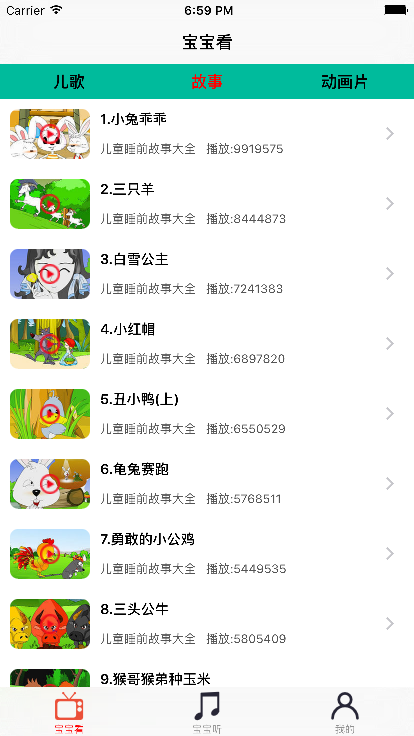 Carrier 6:59 PM
宝宝看
儿歌 故事 动画片
1.小兔乖乖
儿童睡前故事大全 播放:9919575
2.三只羊
儿童睡前故事大全 播放:8444873
3.白雪公主
儿童睡前故事大全 播放:7241383
4.小红帽
儿童睡前故事大全 播放:6897820
5.丑小鸭(上)
儿童睡前故事大全 播放:6550529
6.龟兔赛跑
儿童睡前故事大全 播放:5768511
7.勇敢的小公鸡
儿童睡前故事大全 播放:5449535
8.三头公牛
儿童睡前故事大全 播放:5805409
9.猴哥猴弟种玉米
宝宝看 宝宝听 我的